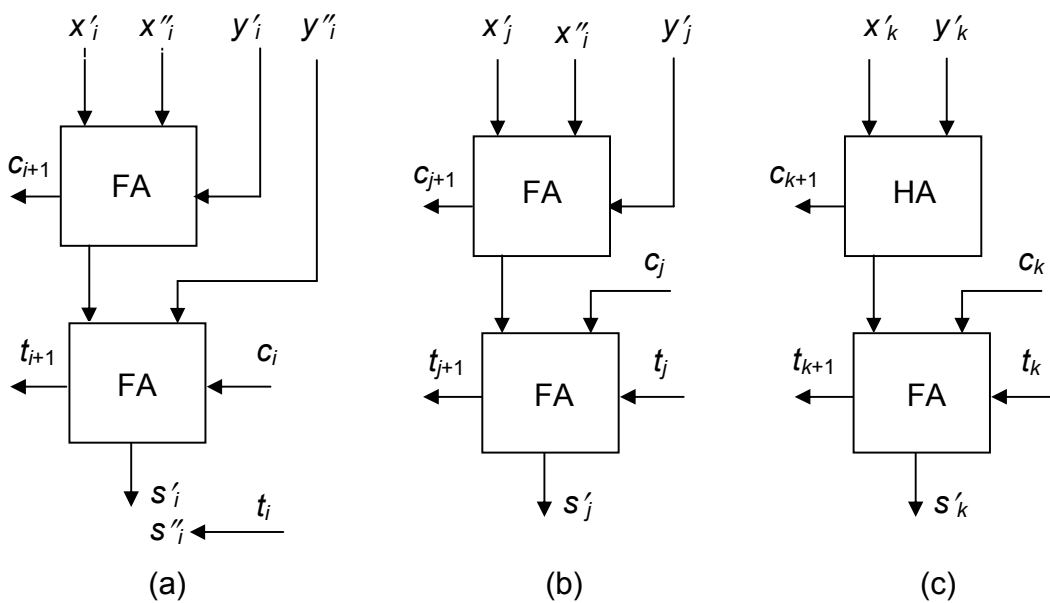 x′i x″i y′i y″i
FA
ci+1
FA
ti+1
ci
s′i
s″i
ti
(a)
x′j x″i y′j
FA
cj+1
cj
FA
tj+1
tj
s′j
(b)
x′k y′k
HA
ck+1
ck
FA
tk+1
tk
s′k
(c)